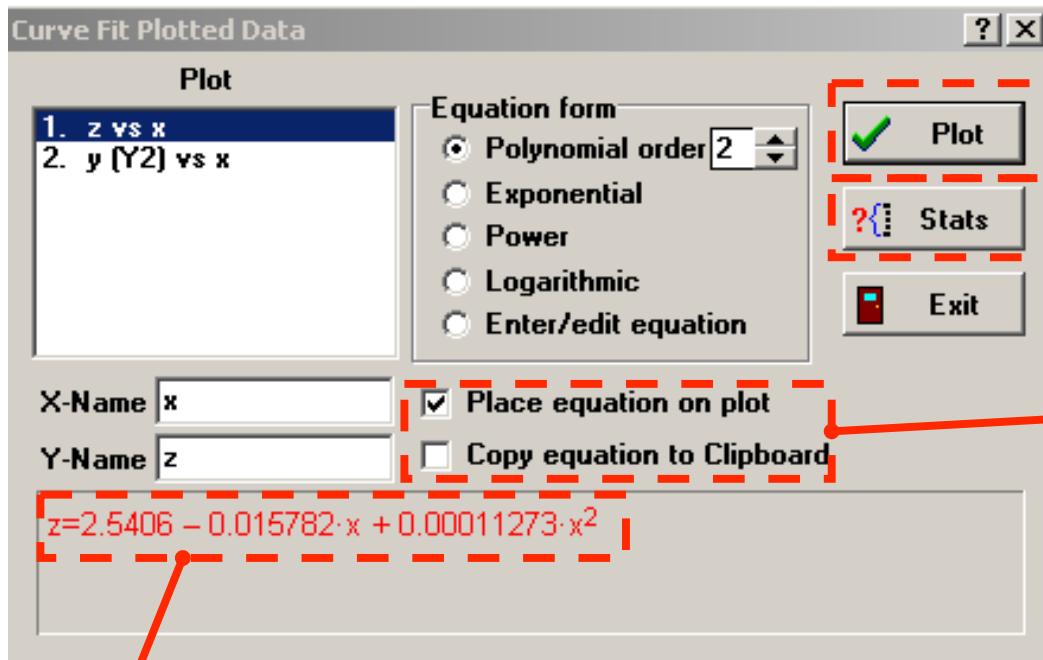 Curve Fit Plotted Data
Plot
1. z vs x
2. y (Y2) vs x
Equation form
Polynomial order 2
Exponential
Power
Logarithmic
Enter/edit equation
Plot
?{ Stats
Exit
X-Name x
Y-Name z
Place equation on plot
Copy equation to Clipboard
z=2.5406 – 0.015782· x + 0.00011273· x²